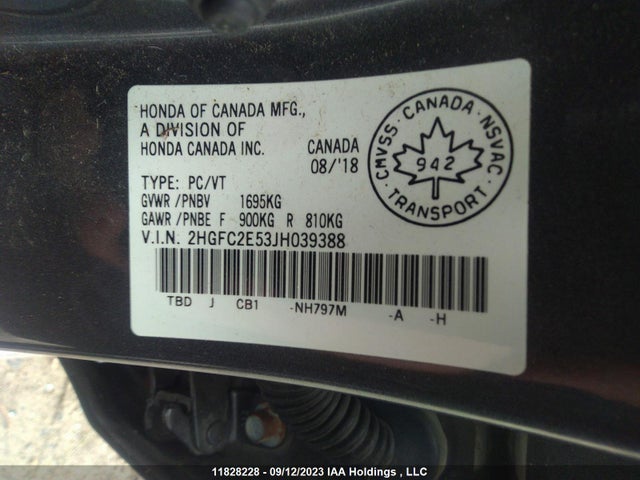 HONDA OF CANADA MFG.,
A DIVISION OF
HONDA CANADA INC. CANADA
08/'18
TYPE: PC/VT
GVWR/PNBV 1695KG
GAWR/PNBE F 900KG R 810KG
V.I.N. 2HGFC2E53JH039388
TBD J CB1 -NH797M -A -H
CMVSS · CANADA · NSVAC
942
TRANSPORT
11828228 - 09/12/2023 IAA Holdings , LLC